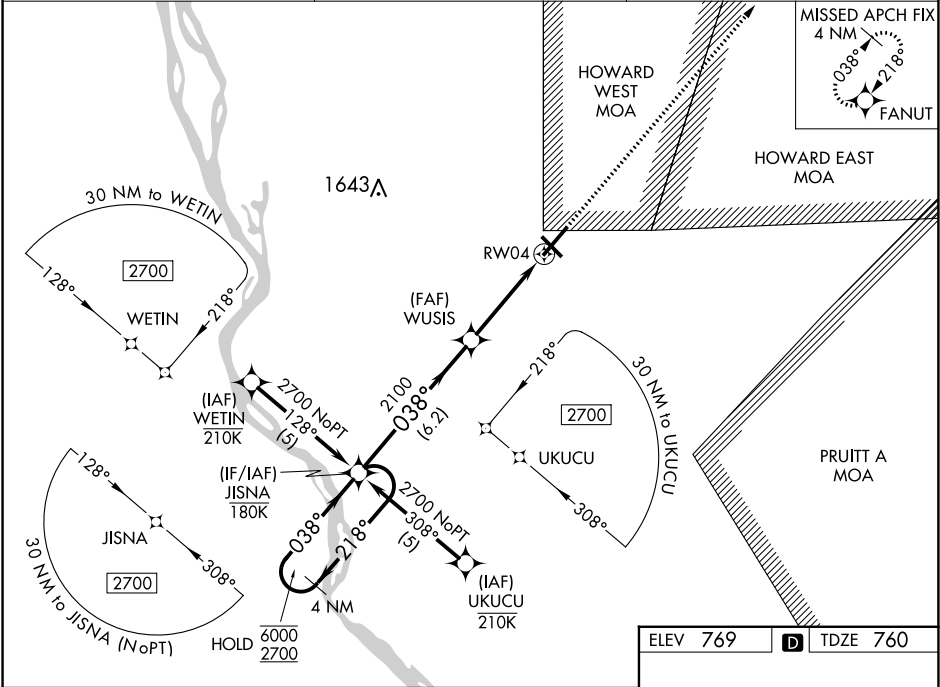 MISSED APCH FIX
4 NM
038°
218°
FANUT
HOWARD
WEST
MOA
HOWARD EAST
MOA
1643
30 NM to WETIN
2700
128°
218°
WETIN
RW04
(FAF)
WUSIS
(IAF)
WETIN
210K
2700 NoPT
128°
(5)
2100
038°
(6.2)
218°
30 NM to UKUCU
2700
UKUCU
308°
PRUITT A
MOA
(IF/IAF)
JISNA
180K
2700 NoPT
308°
(5)
128°
JISNA
308°
2700
30 NM to JISNA (NoPT)
038°
218°
4 NM
HOLD
6000
2700
(IAF)
UKUCU
210K
ELEV 769
D
TDZE 760